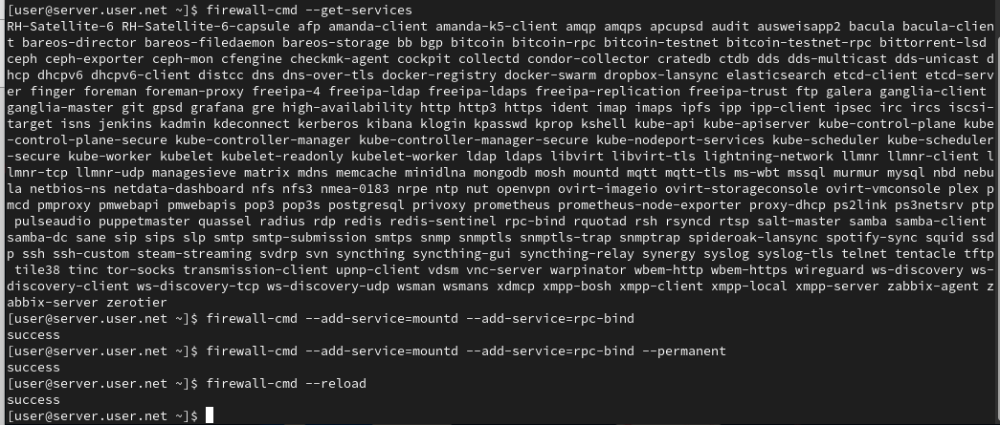 [user@server.user.net ~]$ firewall-cmd --get-services
RH-Satellite-6 RH-Satellite-6-capsule afp amanda-client amanda-k5-client amqp amqps apcupsd audit ausweisapp2 bacula bacula-clien
t bareos-director bareos-filedaemon bareos-storage bb bgp bitcoin bitcoin-rpc bitcoin-testnet bitcoin-testnet-rpc bittorrent-lsd
ceph ceph-exporter ceph-mon cfengine checkmk-agent cockpit collectd condor-collector cratedb ctdb dds dds-multicast dds-unicast d
hcp dhcpv6 dhcpv6-client distcc dns dns-over-tls docker-registry docker-swarm dropbox-lansync elasticsearch etcd-client etcd-serv
er finger foreman foreman-proxy freeipa-4 freeipa-ldap freeipa-ldaps freeipa-replication freeipa-trust ftp galera ganglia-client
ganglia-master git gpsd grafana gre high-availability http http3 https ident imap imaps ipfs ipp ipp-client ipsec irc ircs iscsi-
target isns jenkins kadmin kdeconnect kerberos kibana klogin kpasswd kprop kshell kube-api kube-apiserver kube-control-plane kube
-control-plane-secure kube-controller-manager kube-controller-manager-secure kube-nodeport-services kube-scheduler kube-scheduler
-secure kube-worker kubelet kubelet-readonly kubelet-worker ldap ldaps libvirt libvirt-tls lightning-network llmnr llmnr-client l
lmnr-tcp llmnr-udp managesieve matrix mdns memcache minidlna mongodb mosh mountd mqtt mqtt-tls ms-wbt mssql murmur mysql nbd nebu
la netbios-ns netdata-dashboard nfs nfs3 nmea-0183 nrpe ntp nut openvpn ovirt-imageio ovirt-storageconsole ovirt-vmconsole plex p
mcd pmproxy pmwebapi pmwebapis pop3 pop3s postgresql privoxy prometheus prometheus-node-exporter proxy-dhcp ps2link ps3netsrv ptp
pulseaudio puppetmaster quassel radius rdp redis redis-sentinel rpc-bind rquotad rsh rsyncd rtsp salt-master samba samba-client
samba-dc sane sip sips slp smtp smtp-submission smtps snmp snmptls snmptls-trap snmptrap spideroak-lansync spotify-sync squid ssd
p ssh ssh-custom steam-streaming svdrp svn syncthing syncthing-gui syncthing-relay synergy syslog syslog-tls telnet tentacle tftp
tile38 tinc tor-socks transmission-client upnp-client vdsm vnc-server warpinator wbem-http wbem-https wireguard ws-discovery ws-
discovery-client ws-discovery-tcp ws-discovery-udp wsman wsmans xdmcp xmpp-bosh xmpp-client xmpp-local xmpp-server zabbix-agent z
abbix-server zerotier
[user@server.user.net ~]$ firewall-cmd --add-service=mountd --add-service=rpc-bind
success
[user@server.user.net ~]$ firewall-cmd --add-service=mountd --add-service=rpc-bind --permanent
success
[user@server.user.net ~]$ firewall-cmd --reload
success
[user@server.user.net ~]$